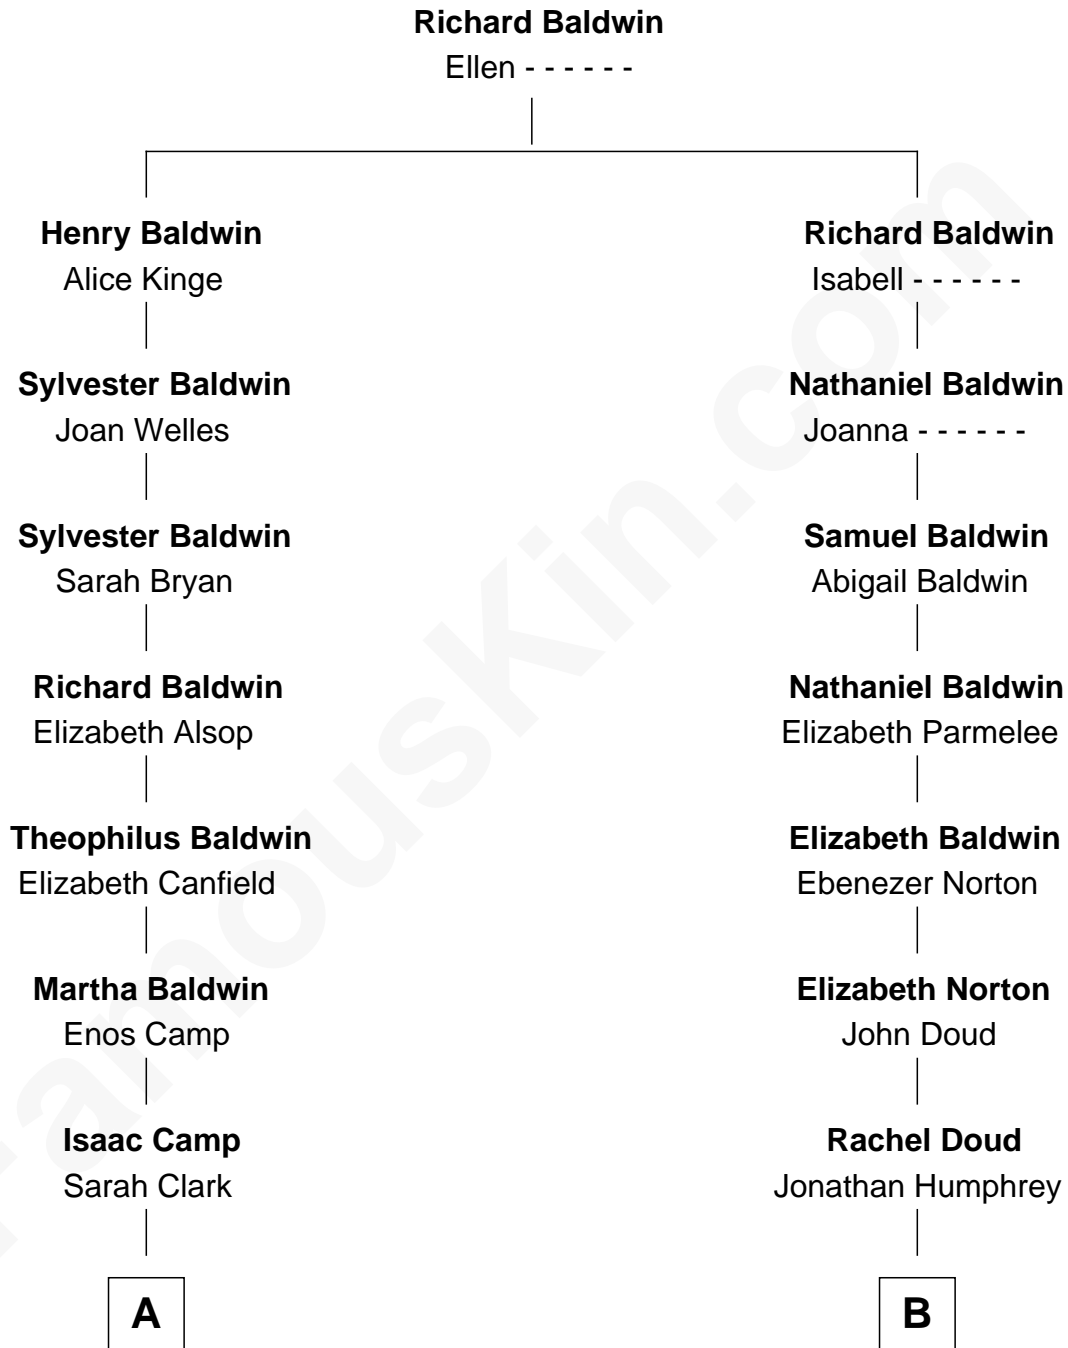 Richard Baldwin
Ellen - - - - - -
Henry Baldwin
Alice Kinge
Sylvester Baldwin
Joan Welles
Sylvester Baldwin
Sarah Bryan
Richard Baldwin
Elizabeth Alsop
Theophilus Baldwin
Elizabeth Canfield
Martha Baldwin
Enos Camp
Isaac Camp
Sarah Clark
A
Richard Baldwin
Isabell - - - - - -
Nathaniel Baldwin
Joanna - - - - - -
Samuel Baldwin
Abigail Baldwin
Nathaniel Baldwin
Elizabeth Parmelee
Elizabeth Baldwin
Ebenezer Norton
Elizabeth Norton
John Doud
Rachel Doud
Jonathan Humphrey
B
FamousKin.com